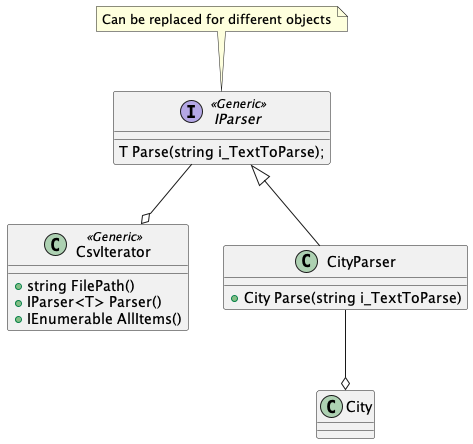 Can be replaced for different objects
I
«Generic»
IParser
T Parse(string i_TextToParse);
C
«Generic»
CsvIterator
string FilePath()
IParser<T> Parser()
IEnumerable AllItems()
C CityParser
City Parse(string i_TextToParse)
C City